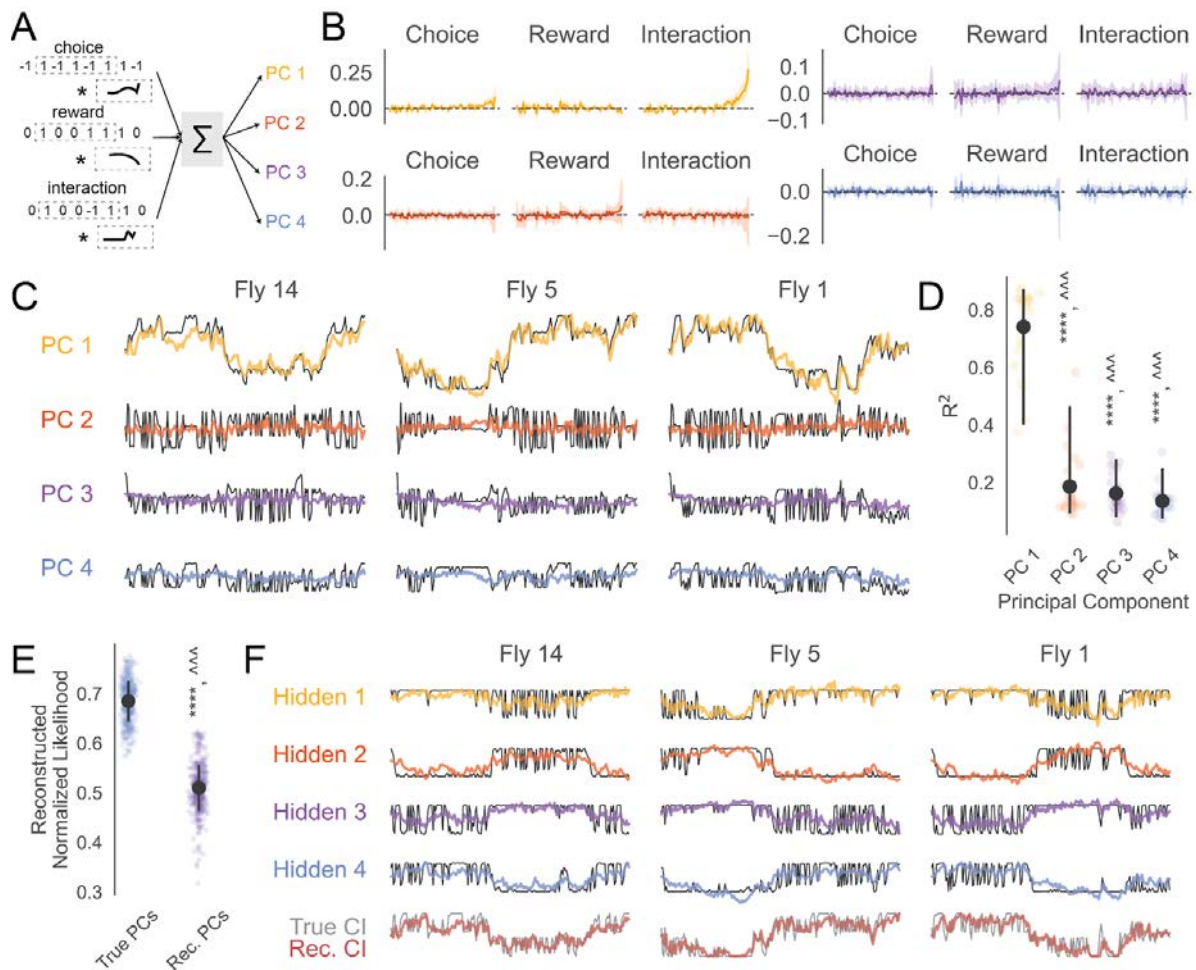 A
choice
-1 1 -1 1 -1 1 1 -1
*
PC 1
reward
0 1 0 0 1 1 1 0
*
Σ
PC 2
PC 3
interaction
0 1 0 0 -1 1 1 0
*
PC 4
B
Choice Reward Interaction
0.25
0.00
Choice Reward Interaction
0.1
0.0
−0.1
Choice Reward Interaction
0.2
0.0
Choice Reward Interaction
0.0
−0.2
C
Fly 14 Fly 5 Fly 1
PC 1
PC 2
PC 3
PC 4
D
R²
0.8
0.6
0.4
0.2
****, vvv
****, vvv
****, vvv
PC 1 PC 2 PC 3 PC 4
Principal Component
E
Reconstructed
Normalized Likelihood
0.7
0.6
0.5
0.4
0.3
****, vvv
True PCs Rec. PCs
F
Fly 14 Fly 5 Fly 1
Hidden 1
Hidden 2
Hidden 3
Hidden 4
True CI
Rec. CI